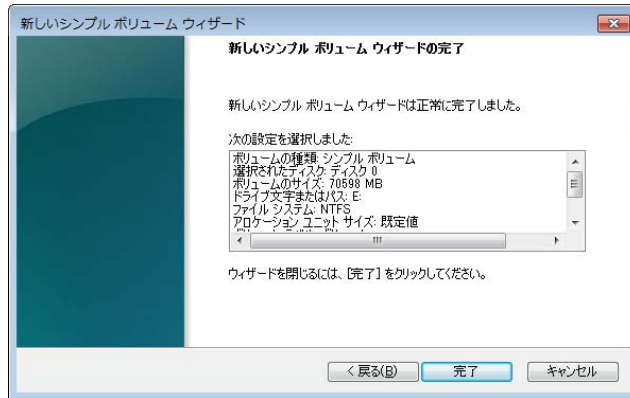 新しいシンプル ボリューム ウィザード
新しいシンプル ボリューム ウィザードの完了
新しいシンプル ボリューム ウィザードは正常に完了しました。
次の設定を選択しました:
ボリュームの種類: シンプル ボリューム
選択されたディスク: ディスク 0
ボリュームのサイズ: 70598 MB
ドライブ文字またはパス: E:
ファイル システム: NTFS
アロケーション ユニット サイズ: 既定値
ウィザードを閉じるには、[完了] をクリックしてください。
< 戻る(B) 完了 キャンセル